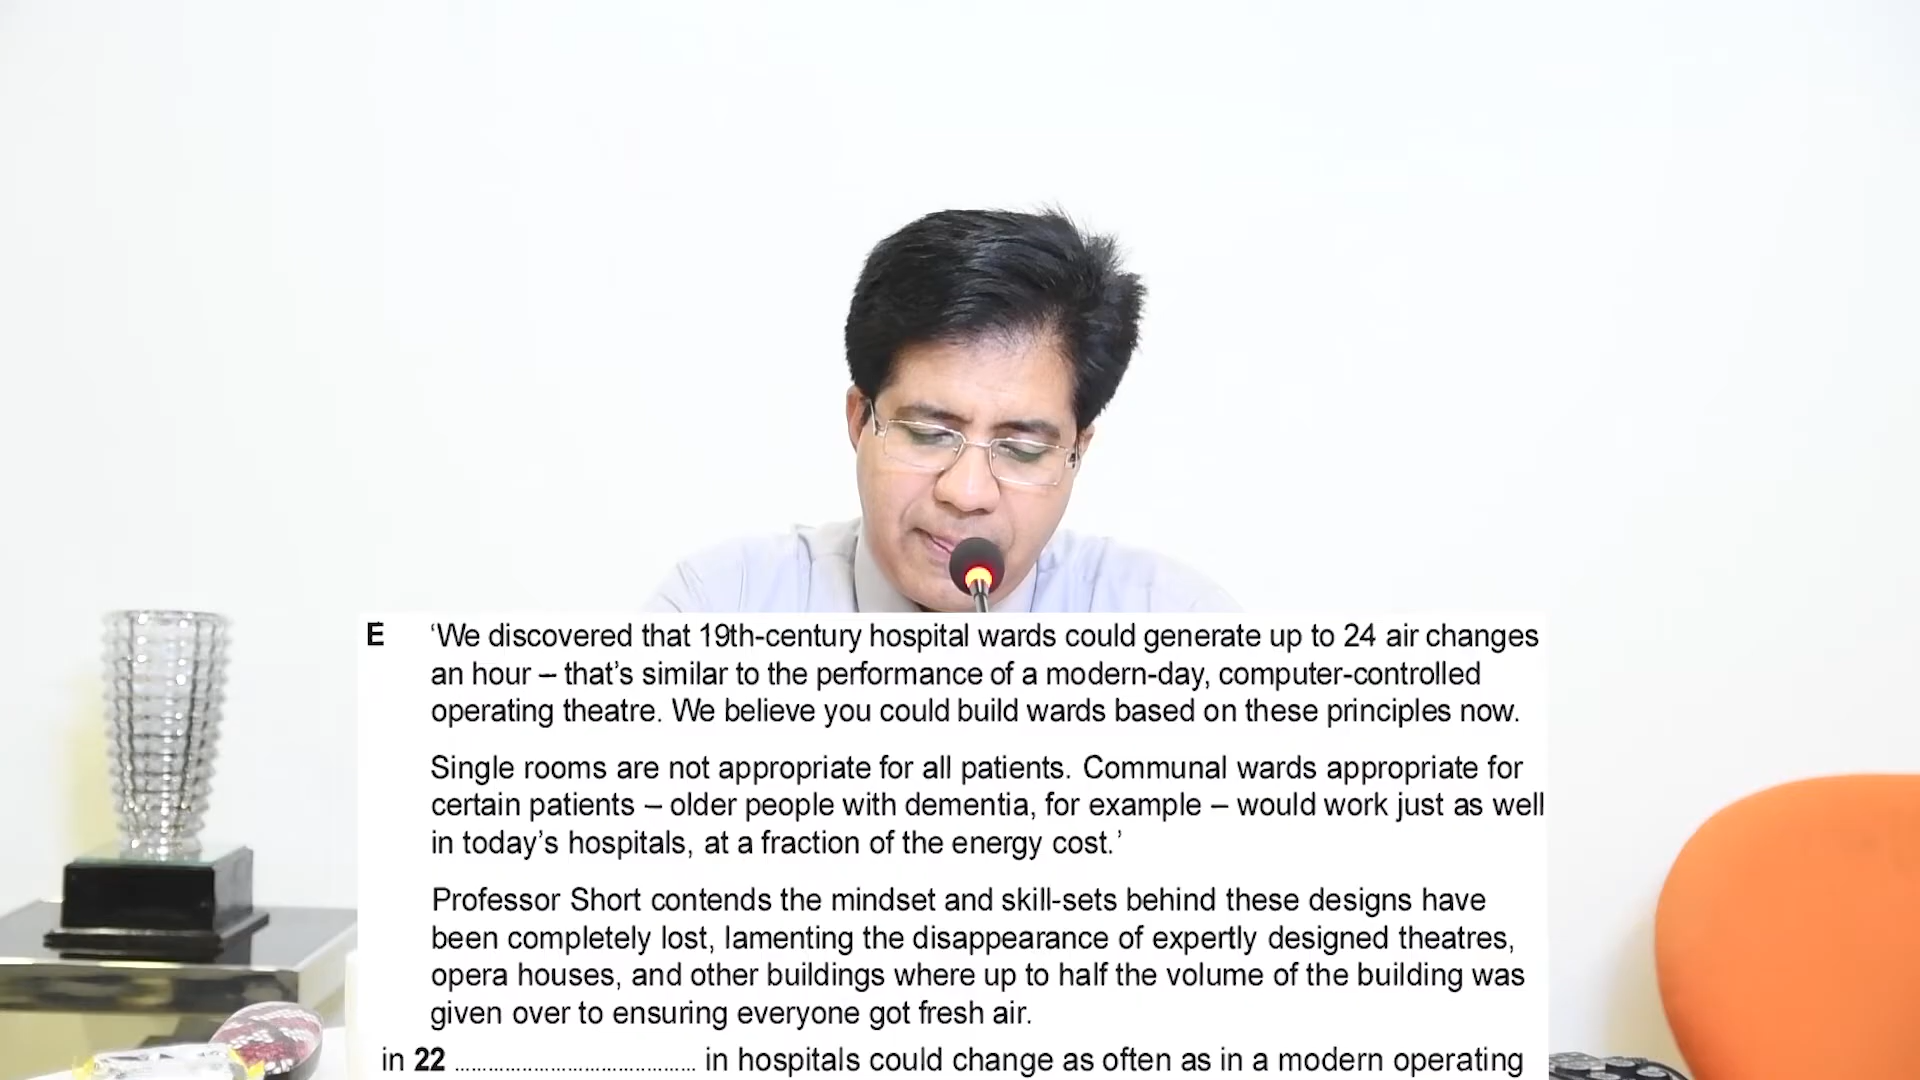 E ‘We discovered that 19th-century hospital wards could generate up to 24 air changes
an hour – that’s similar to the performance of a modern-day, computer-controlled
operating theatre. We believe you could build wards based on these principles now.
Single rooms are not appropriate for all patients. Communal wards appropriate for
certain patients – older people with dementia, for example – would work just as well
in today’s hospitals, at a fraction of the energy cost.’
Professor Short contends the mindset and skill-sets behind these designs have
been completely lost, lamenting the disappearance of expertly designed theatres,
opera houses, and other buildings where up to half the volume of the building was
given over to ensuring everyone got fresh air.
in 22 ........................................ in hospitals could change as often as in a modern operating